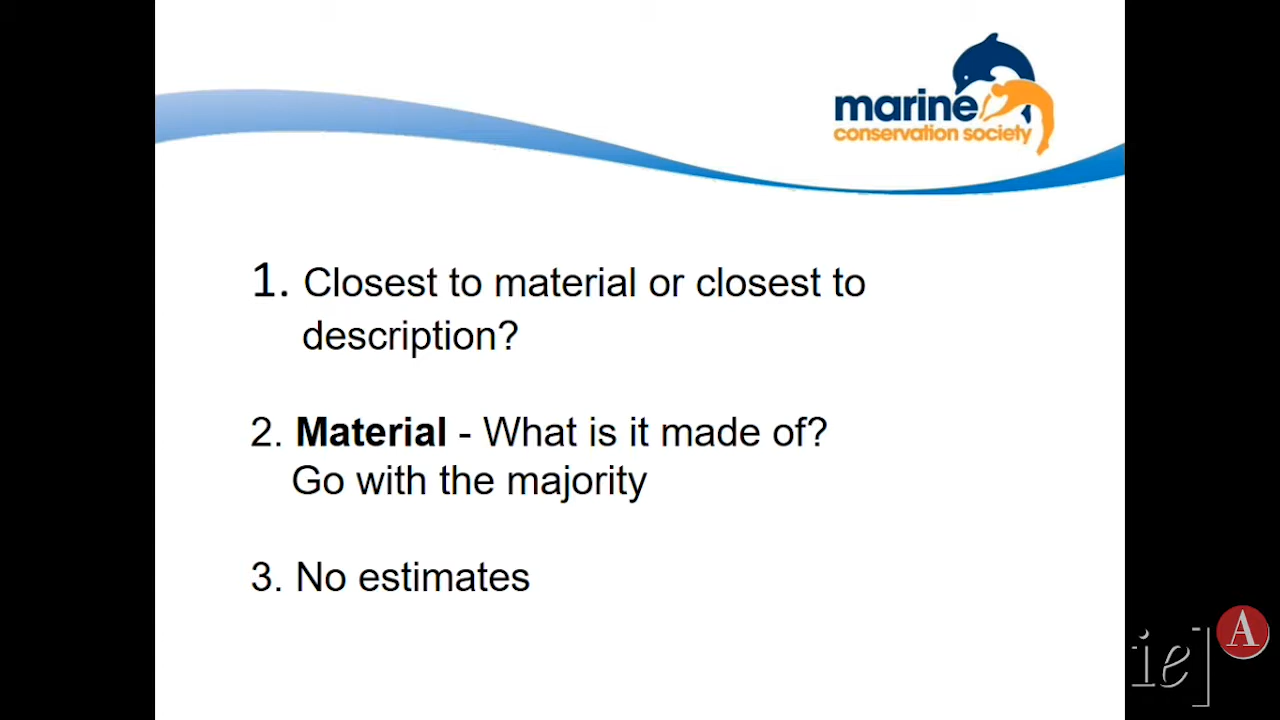 marine
conservation society
1. Closest to material or closest to
description?
2. Material - What is it made of?
Go with the majority
3. No estimates
ie]
A